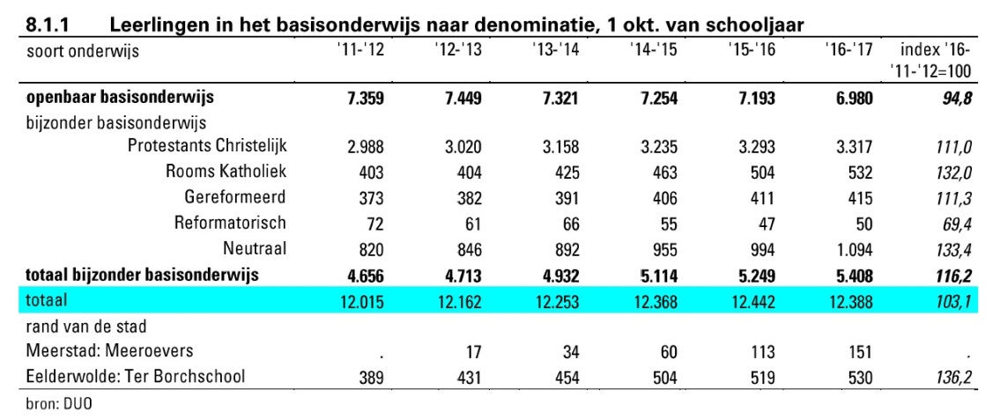 8.1.1 Leerlingen in het basisonderwijs naar denominatie, 1 okt. van schooljaar
soort onderwijs '11-'12 '12-'13 '13-'14 '14-'15 '15-'16 '16-'17 index '16-
'11-'12=100
openbaar basisonderwijs 7.359 7.449 7.321 7.254 7.193 6.980 94,8
bijzonder basisonderwijs
Protestants Christelijk 2.988 3.020 3.158 3.235 3.293 3.317 111,0
Rooms Katholiek 403 404 425 463 504 532 132,0
Gereformeerd 373 382 391 406 411 415 111,3
Reformatorisch 72 61 66 55 47 50 69,4
Neutraal 820 846 892 955 994 1.094 133,4
totaal bijzonder basisonderwijs 4.656 4.713 4.932 5.114 5.249 5.408 116,2
totaal 12.015 12.162 12.253 12.368 12.442 12.388 103,1
rand van de stad
Meerstad: Meeroevers . 17 34 60 113 151 .
Eelderwolde: Ter Borchschool 389 431 454 504 519 530 136,2
bron: DUO